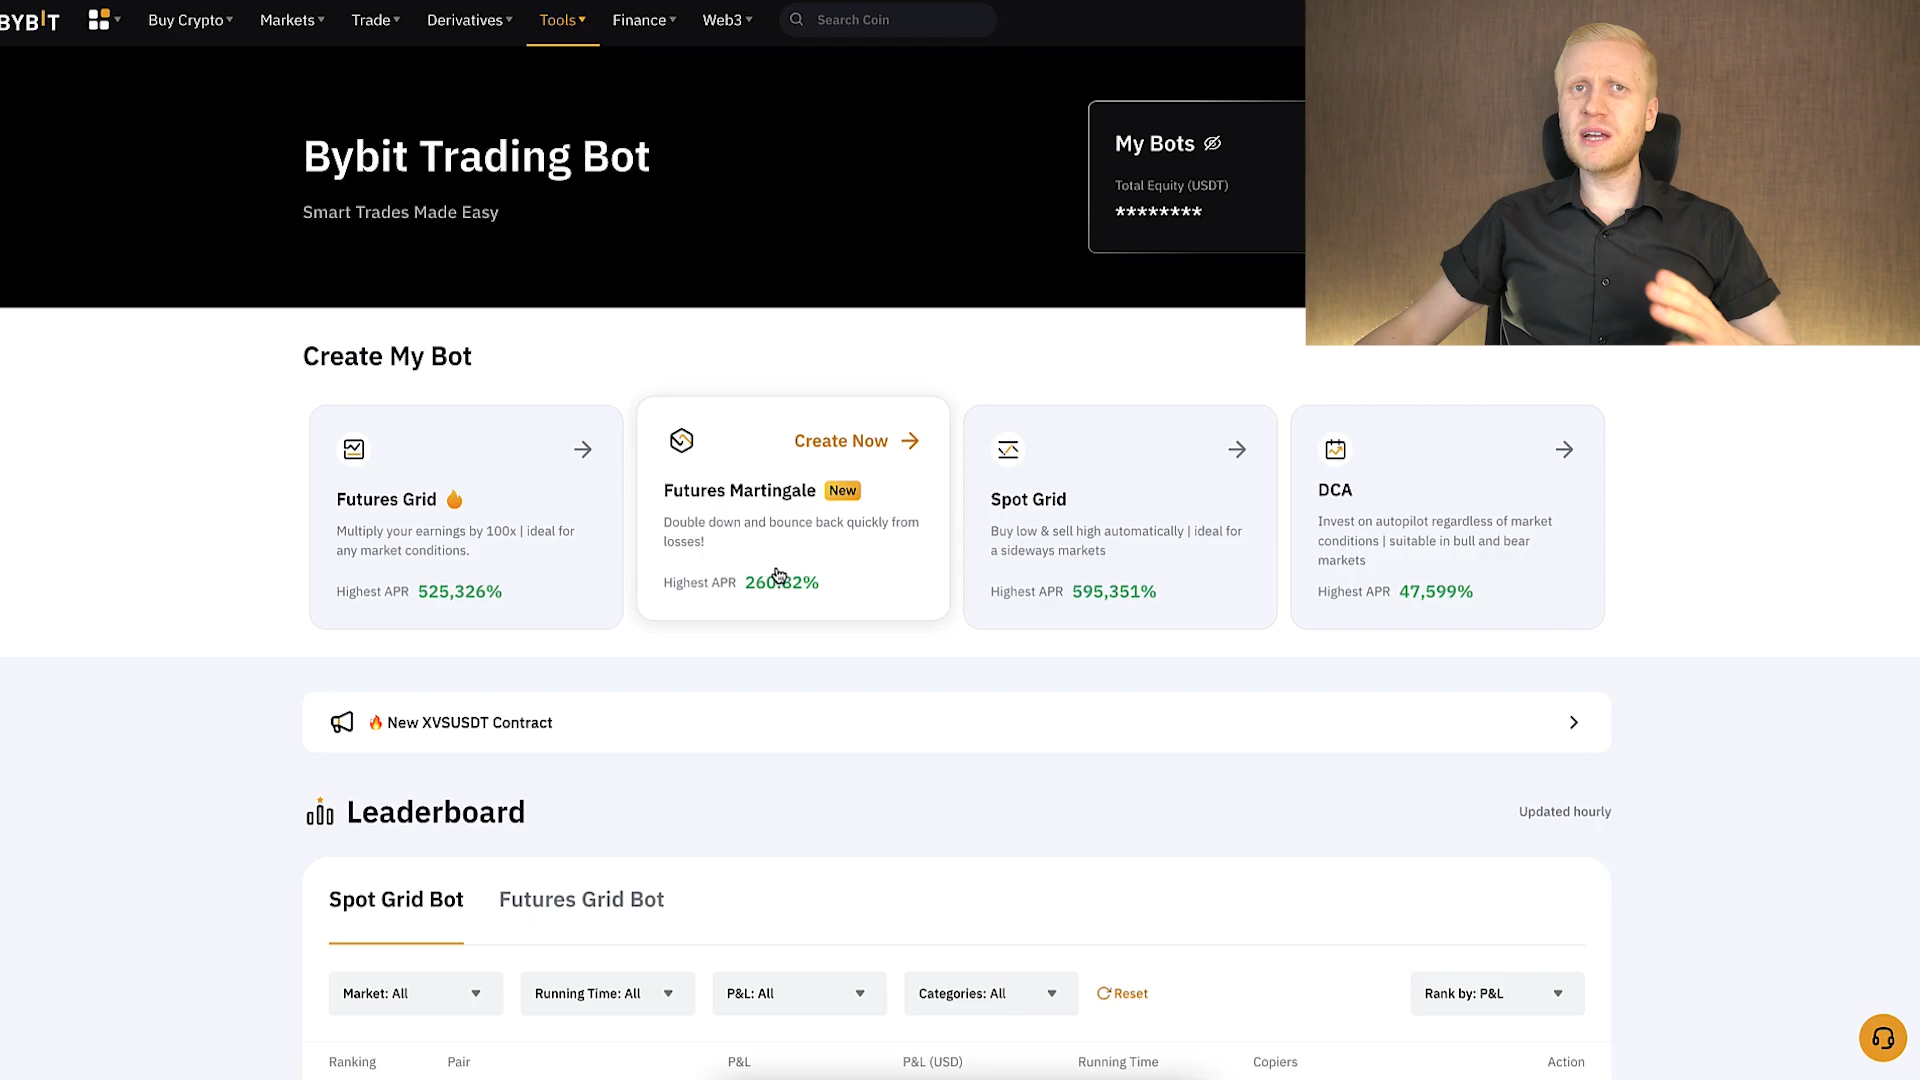 BYBIT
Buy Crypto
Markets
Trade
Derivatives
Tools
Finance
Web3
Search Coin
Bybit Trading Bot
Smart Trades Made Easy
My Bots
Total Equity (USDT)
********
Create My Bot
Futures Grid
Multiply your earnings by 100x | ideal for
any market conditions.
Highest APR 525,326%
Create Now
Futures Martingale New
Double down and bounce back quickly from
losses!
Highest APR 260.82%
Spot Grid
Buy low & sell high automatically | ideal for
a sideways markets
Highest APR 595,351%
DCA
Invest on autopilot regardless of market
conditions | suitable in bull and bear
markets
Highest APR 47,599%
New XVSUSDT Contract
Leaderboard
Updated hourly
Spot Grid Bot
Futures Grid Bot
Market: All
Running Time: All
P&L: All
Categories: All
Reset
Rank by: P&L
Ranking
Pair
P&L
P&L (USD)
Running Time
Copiers
Action